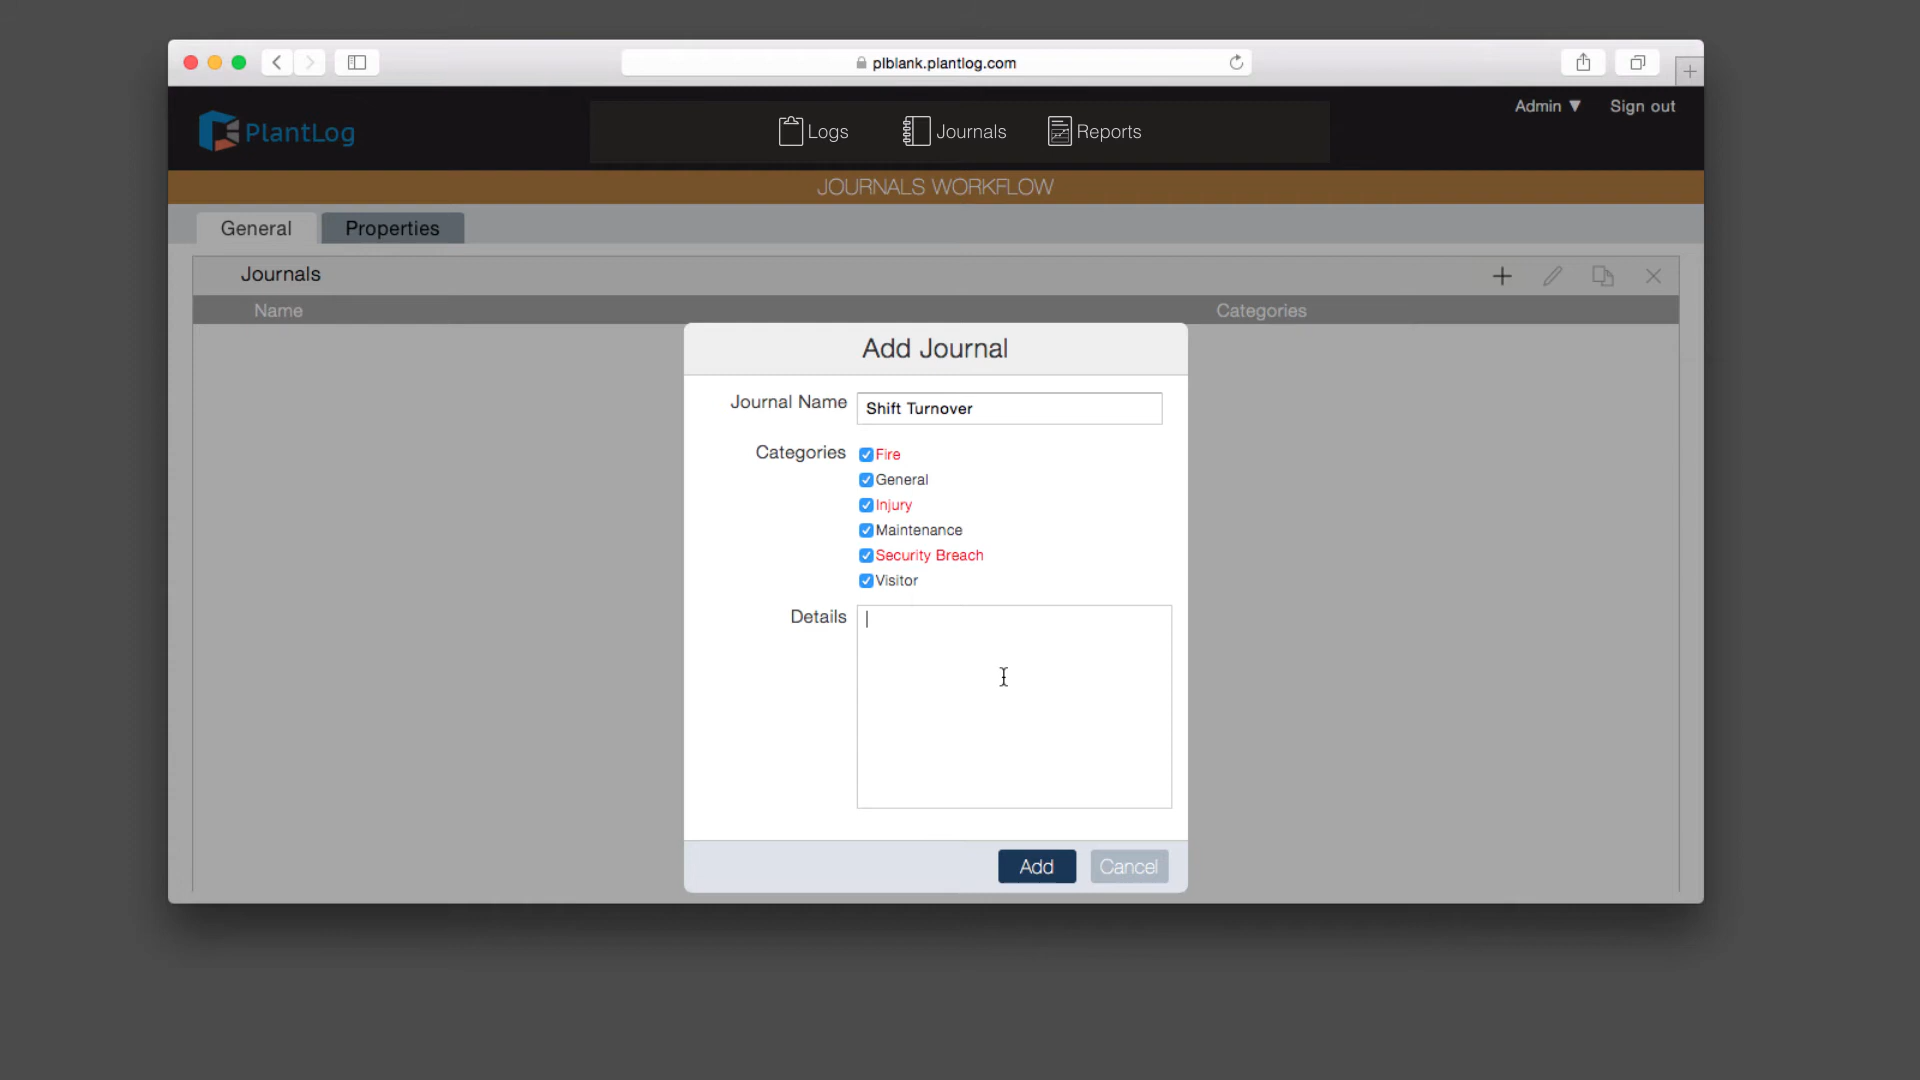 plblank.plantlog.com
PlantLog
Logs
Journals
Reports
Admin ▼
Sign out
JOURNALS WORKFLOW
General
Properties
Journals
Name
Categories
Add Journal
Journal Name
Shift Turnover
Categories
Fire
General
Injury
Maintenance
Security Breach
Visitor
Details
Add
Cancel